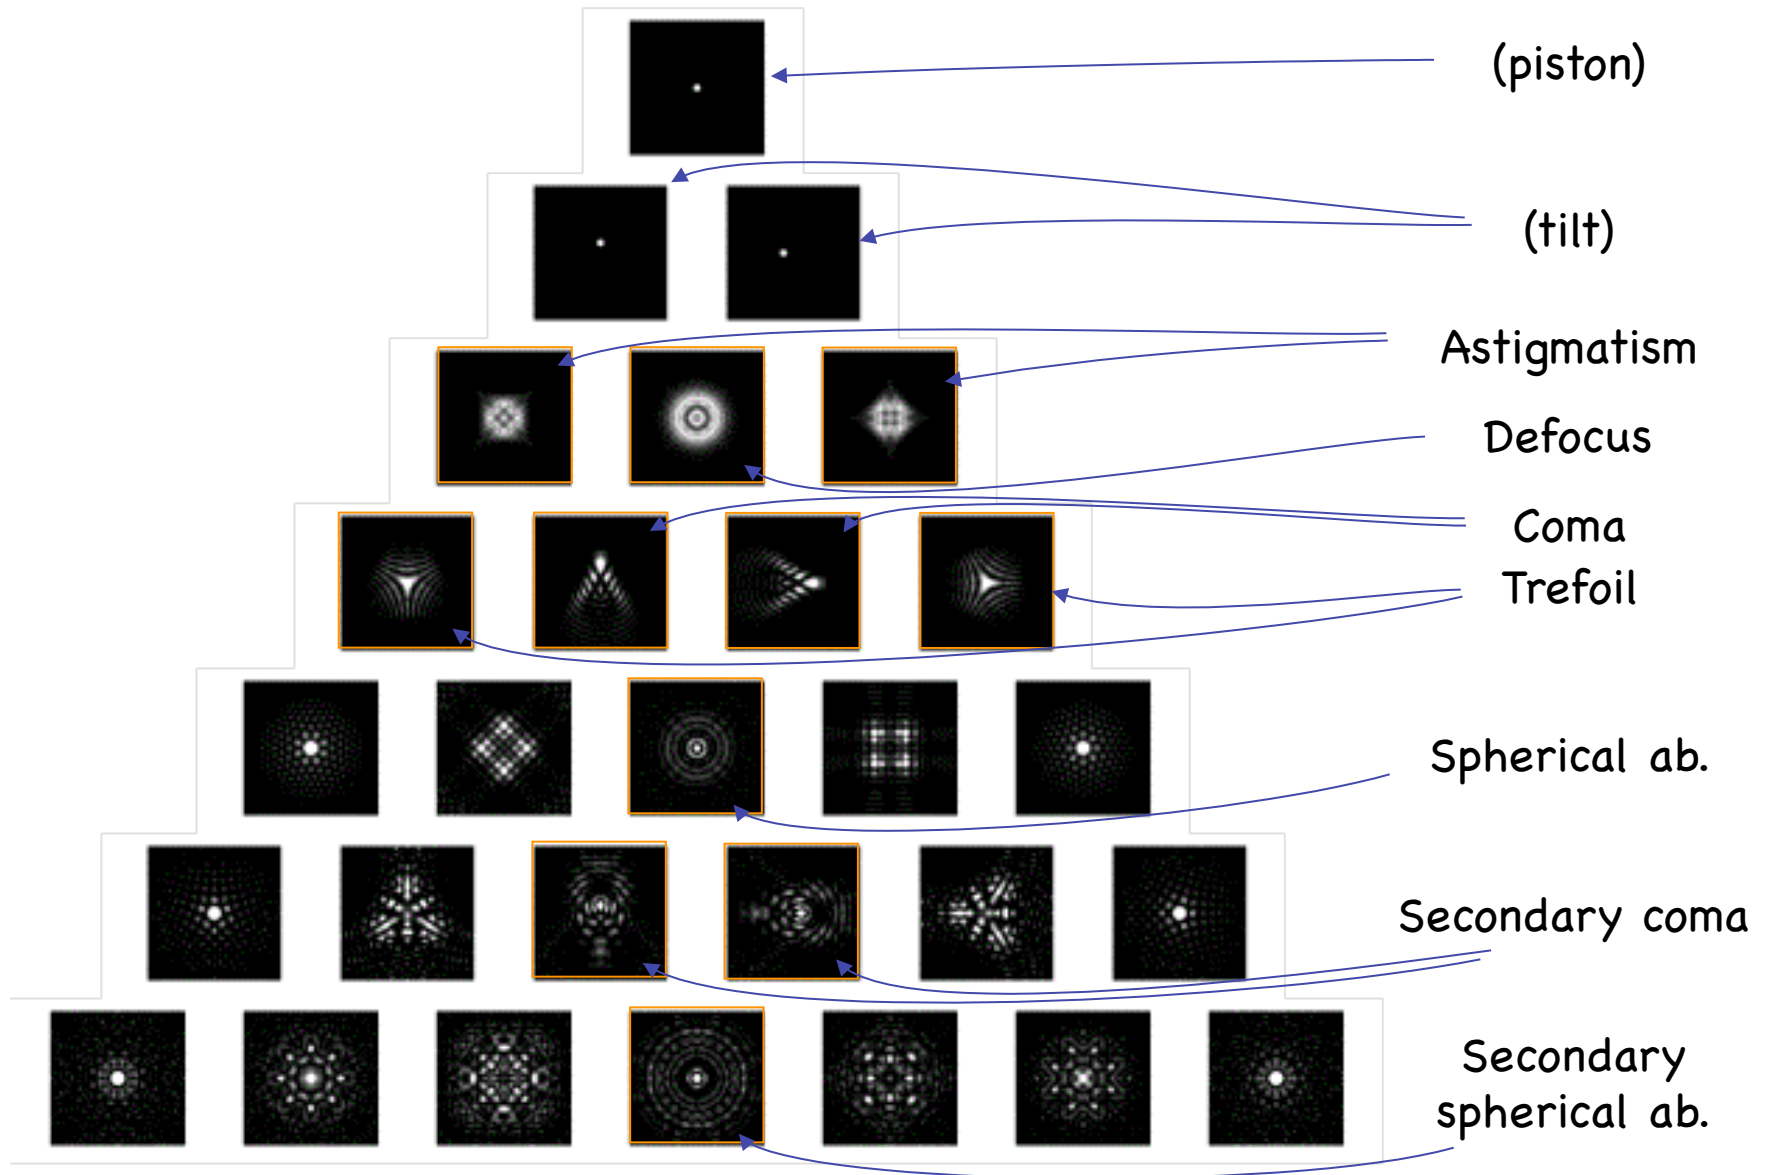 (piston)
(tilt)
Astigmatism
Defocus
Coma
Trefoil
Spherical ab.
Secondary coma
Secondary
spherical ab.